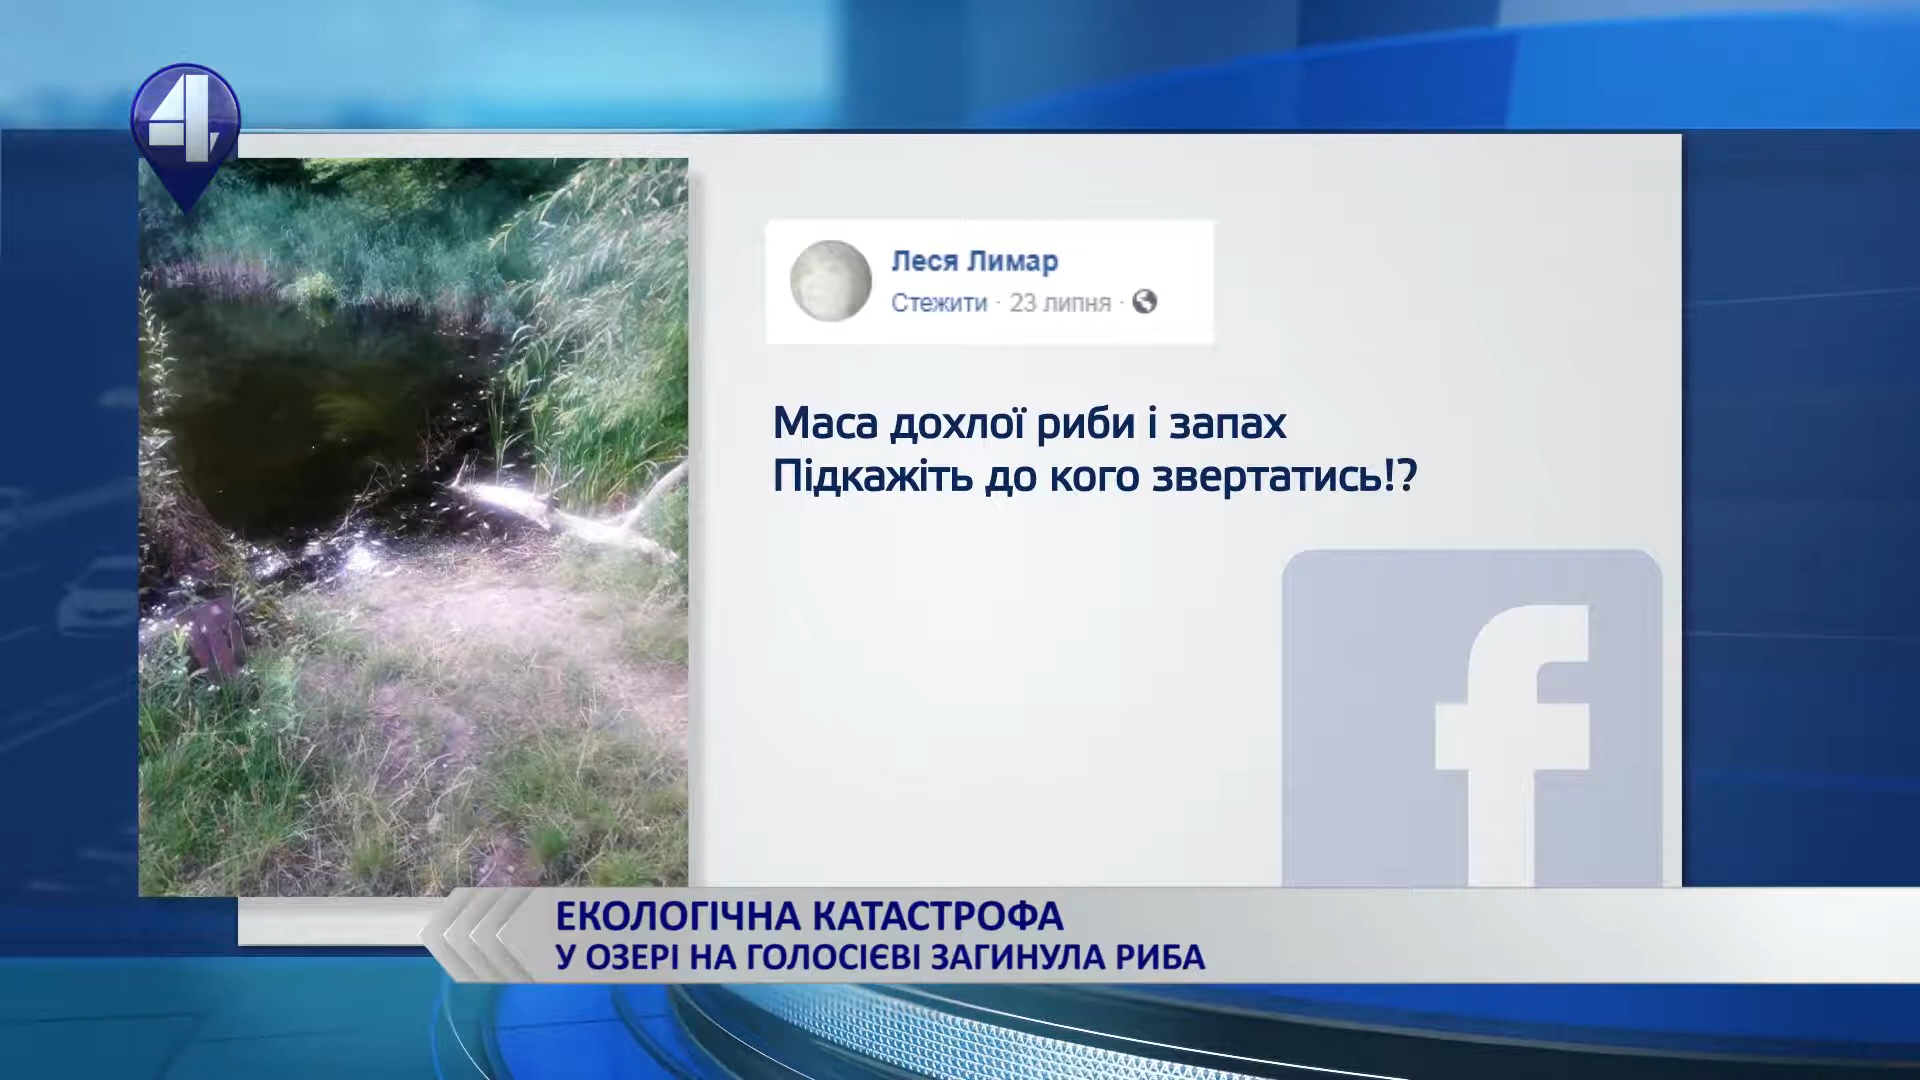 4
Леся Лимар
Стежити · 23 липня ·
Маса дохлої риби і запах
Підкажіть до кого звертатись!?
ЕКОЛОГІЧНА КАТАСТРОФА
У ОЗЕРІ НА ГОЛОСІЄВІ ЗАГИНУЛА РИБА